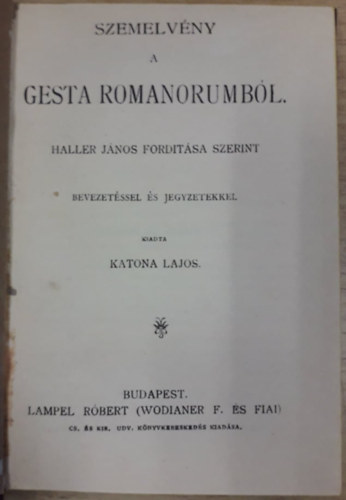 SZEMELVÉNY
A
GESTA ROMANORUMBÓL.
HALLER JÁNOS FORDITÁSA SZERINT
BEVEZETÉSSEL ÉS JEGYZETEKKEL
KIADTA
KATONA LAJOS.
BUDAPEST.
LAMPEL RÓBERT (WODIANER F. ÉS FIAI)
CS. ÉS KIR. UDV. KÖNYVKERESKEDÉS KIADÁSA.